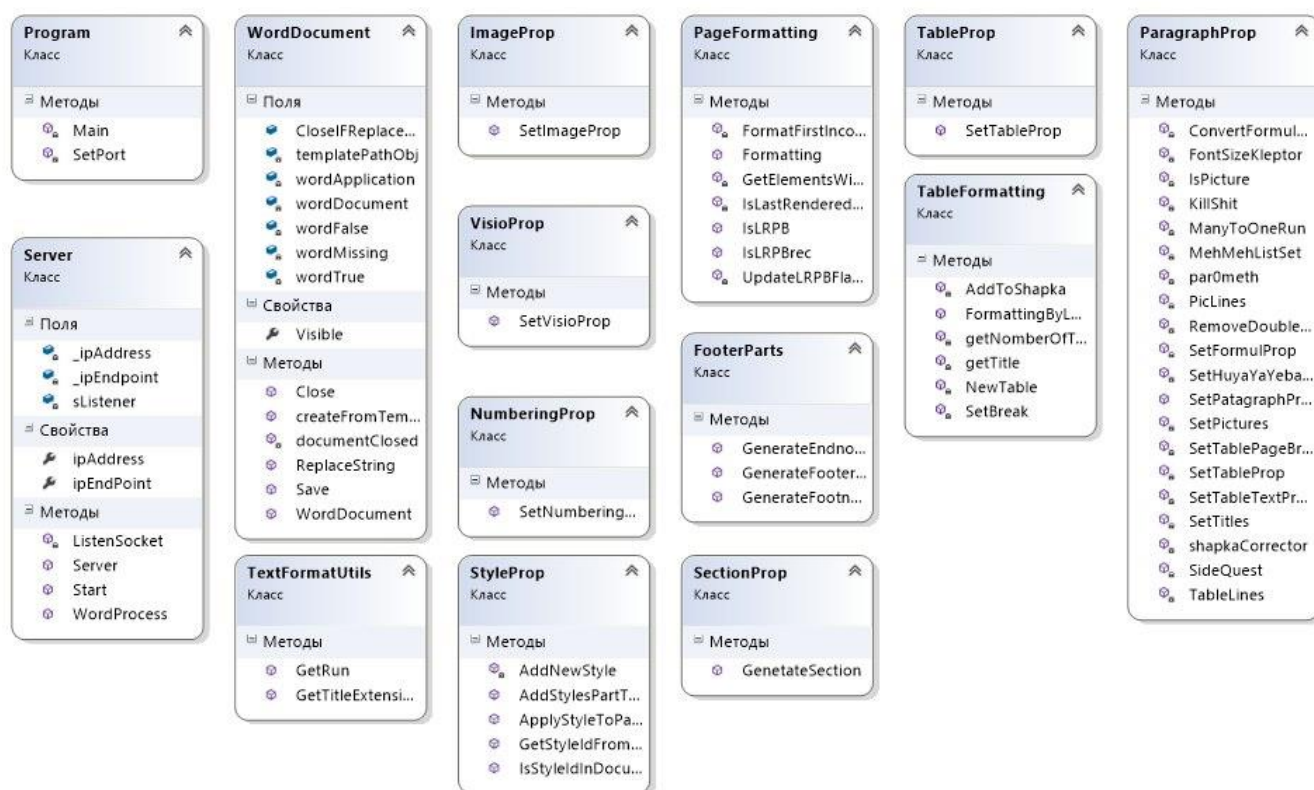 Program
Класс
Методы
Main
SetPort
Server
Класс
Поля
_ipAddress
_ipEndpoint
sListener
Свойства
ipAddress
ipEndPoint
Методы
ListenSocket
Server
Start
WordProcess
WordDocument
Класс
Поля
CloseIFReplace...
templatePathObj
wordApplication
wordDocument
wordFalse
wordMissing
wordTrue
Свойства
Visible
Методы
Close
createFromTem...
documentClosed
ReplaceString
Save
WordDocument
TextFormatUtils
Класс
Методы
GetRun
GetTitleExtensi...
ImageProp
Класс
Методы
SetImageProp
VisioProp
Класс
Методы
SetVisioProp
NumberingProp
Класс
Методы
SetNumbering...
StyleProp
Класс
Методы
AddNewStyle
AddStylesPartT...
ApplyStyleToPa...
GetStyleIdFrom...
IsStyleIdInDocu...
PageFormatting
Класс
Методы
FormatFirstInco...
Formatting
GetElementsWi...
IsLastRendered...
IsLRPB
IsLRPBrec
UpdateLRPBFla...
FooterParts
Класс
Методы
GenerateEndno...
GenerateFooter...
GenerateFootn...
SectionProp
Класс
Методы
GenetateSection
TableProp
Класс
Методы
SetTableProp
TableFormatting
Класс
Методы
AddToShapka
FormattingByL...
getNomberOfT...
getTitle
NewTable
SetBreak
ParagraphProp
Класс
Методы
ConvertFormul...
FontSizeKleptor
IsPicture
KillShit
ManyToOneRun
MehMehListSet
par0meth
PicLines
RemoveDouble...
SetFormulProp
SetHuyaYaYeba...
SetPatagraphPr...
SetPictures
SetTablePageBr...
SetTableProp
SetTableTextPr...
SetTitles
shapkaCorrector
SideQuest
TableLines